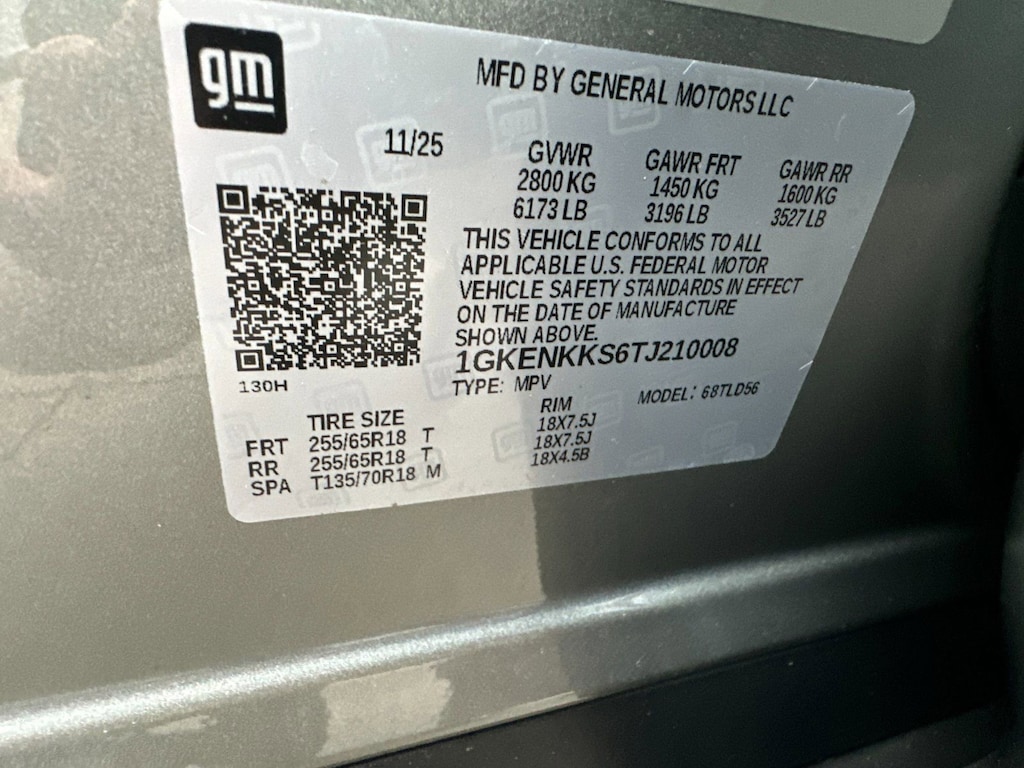 gm
MFD BY GENERAL MOTORS LLC
11/25
GVWR GAWR FRT GAWR RR
2800 KG 1450 KG 1600 KG
6173 LB 3196 LB 3527 LB
THIS VEHICLE CONFORMS TO ALL
APPLICABLE U.S. FEDERAL MOTOR
VEHICLE SAFETY STANDARDS IN EFFECT
ON THE DATE OF MANUFACTURE
SHOWN ABOVE.
1GKENKKS6TJ210008
TYPE: MPV MODEL: 68TLD56
130H
TIRE SIZE RIM
FRT 255/65R18 T 18X7.5J
RR 255/65R18 T 18X7.5J
SPA T135/70R18 M 18X4.5B